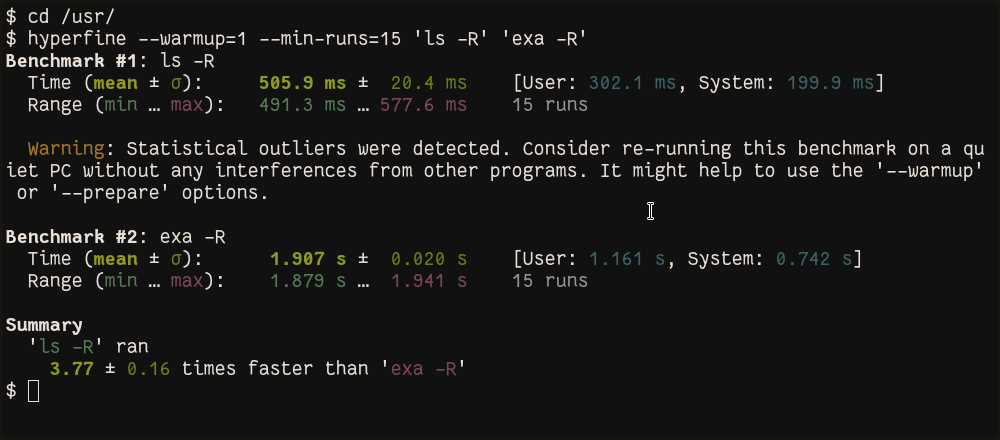 $ cd /usr/
$ hyperfine --warmup=1 --min-runs=15 'ls -R' 'exa -R'
Benchmark #1: ls -R
  Time (mean ± σ):     505.9 ms ±  20.4 ms    [User: 302.1 ms, System: 199.9 ms]
  Range (min … max):   491.3 ms … 577.6 ms    15 runs

  Warning: Statistical outliers were detected. Consider re-running this benchmark on a qu
iet PC without any interferences from other programs. It might help to use the '--warmup'
 or '--prepare' options.

Benchmark #2: exa -R
  Time (mean ± σ):      1.907 s ±  0.020 s    [User: 1.161 s, System: 0.742 s]
  Range (min … max):    1.879 s …  1.941 s    15 runs

Summary
  'ls -R' ran
    3.77 ± 0.16 times faster than 'exa -R'
$